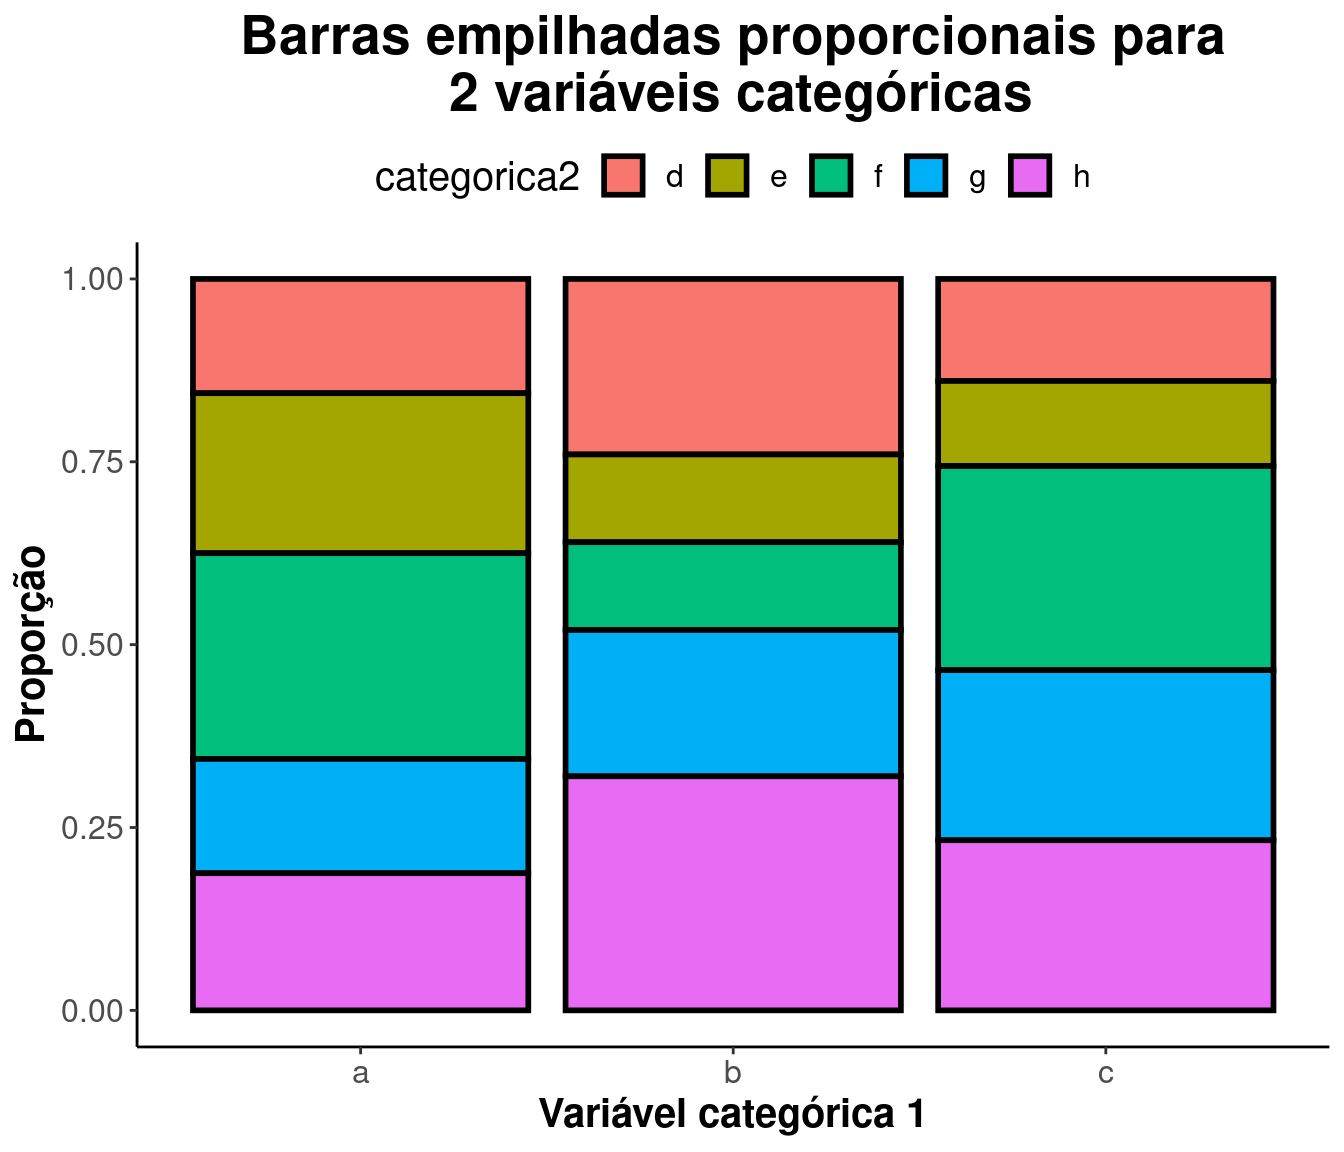 Barras empilhadas proporcionais para
2 variáveis categóricas
categorica2 d e f g h
1.00
0.75
0.50
0.25
0.00
Proporção
a b c
Variável categórica 1